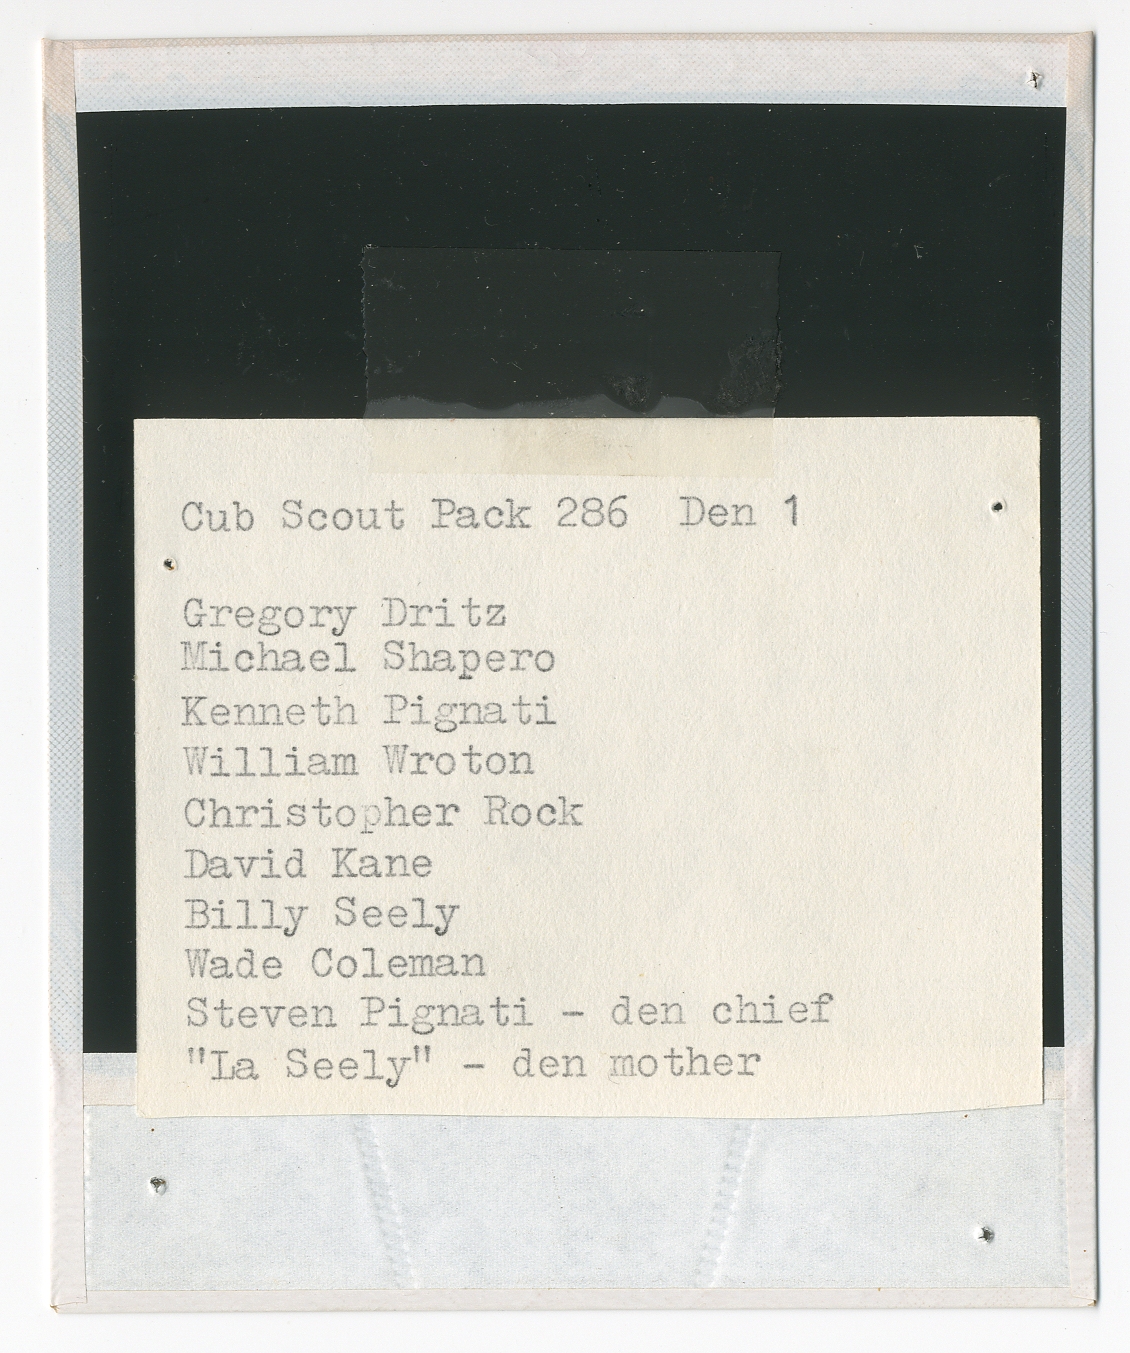 Cub Scout Pack 286 Den 1
Gregory Dritz
Michael Shapero
Kenneth Pignati
William Wroton
Christopher Rock
David Kane
Billy Seely
Wade Coleman
Steven Pignati - den chief
"La Seely" - den mother